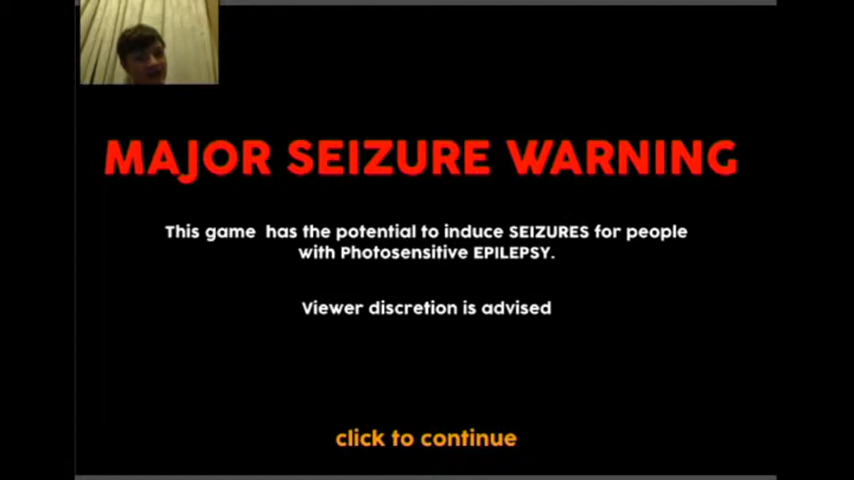 MAJOR SEIZURE WARNING
This game has the potential to induce SEIZURES for people
with Photosensitive EPILEPSY.
Viewer discretion is advised
click to continue